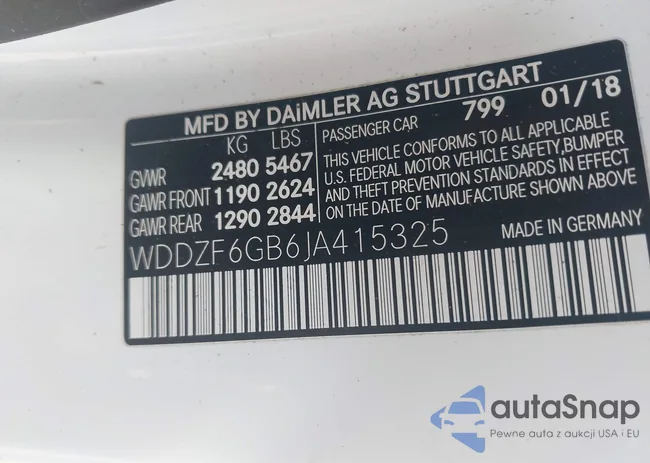 MFD BY DAiMLER AG STUTTGART
KG LBS PASSENGER CAR 799 01/18
GVWR 2480 5467
GAWR FRONT 1190 2624
GAWR REAR 1290 2844
THIS VEHICLE CONFORMS TO ALL APPLICABLE
U.S. FEDERAL MOTOR VEHICLE SAFETY, BUMPER
AND THEFT PREVENTION STANDARDS IN EFFECT
ON THE DATE OF MANUFACTURE SHOWN ABOVE
WDDZF6GB6JA415325 MADE IN GERMANY
autaSnap
Pewne auta z aukcji USA i EU